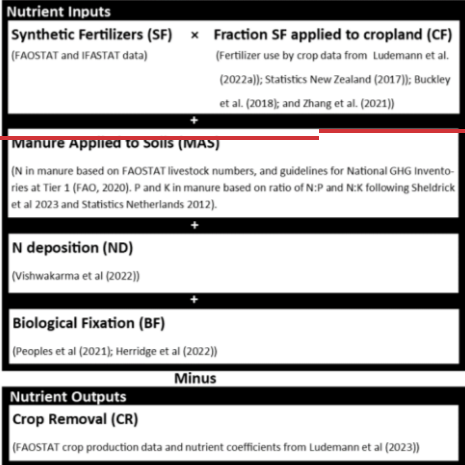 Nutrient Inputs
Synthetic Fertilizers (SF) × Fraction SF applied to cropland (CF)
(FAOSTAT and IFASTAT data) (Fertilizer use by crop data from Ludemann et al.
(2022a)); Statistics New Zealand (2017)); Buckley
et al. (2018); and Zhang et al. (2021))
+
Manure Applied to Soils (MAS)
(N in manure based on FAOSTAT livestock numbers, and guidelines for National GHG Invento-
ries at Tier 1 (FAO, 2020). P and K in manure based on ratio of N:P and N:K following Sheldrick
et al 2023 and Statistics Netherlands 2012).
+
N deposition (ND)
(Vishwakarma et al (2022))
+
Biological Fixation (BF)
(Peoples et al (2021); Herridge et al (2022))
Minus
Nutrient Outputs
Crop Removal (CR)
(FAOSTAT crop production data and nutrient coefficients from Ludemann et al (2023))